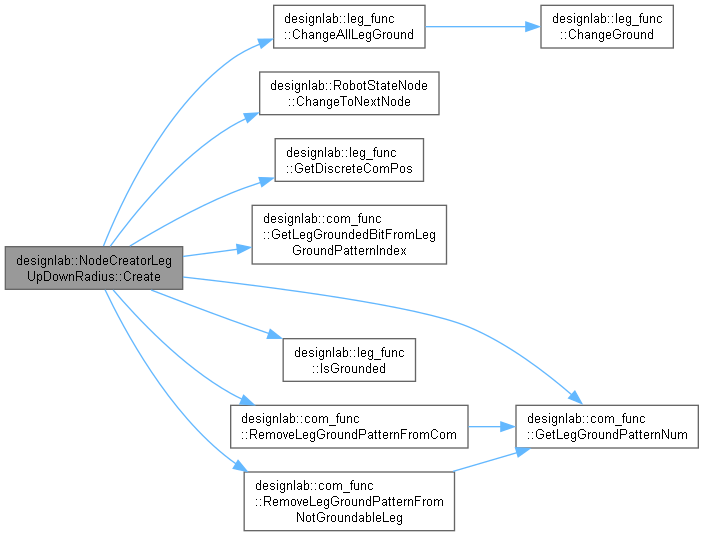 designlab::leg_func
::ChangeAllLegGround
designlab::leg_func
::ChangeGround
designlab::RobotStateNode
::ChangeToNextNode
designlab::leg_func
::GetDiscreteComPos
designlab::com_func
::GetLegGroundedBitFromLeg
GroundPatternIndex
designlab::NodeCreatorLeg
UpDownRadius::Create
designlab::leg_func
::IsGrounded
designlab::com_func
::RemoveLegGroundPatternFromCom
designlab::com_func
::GetLegGroundPatternNum
designlab::com_func
::RemoveLegGroundPatternFrom
NotGroundableLeg